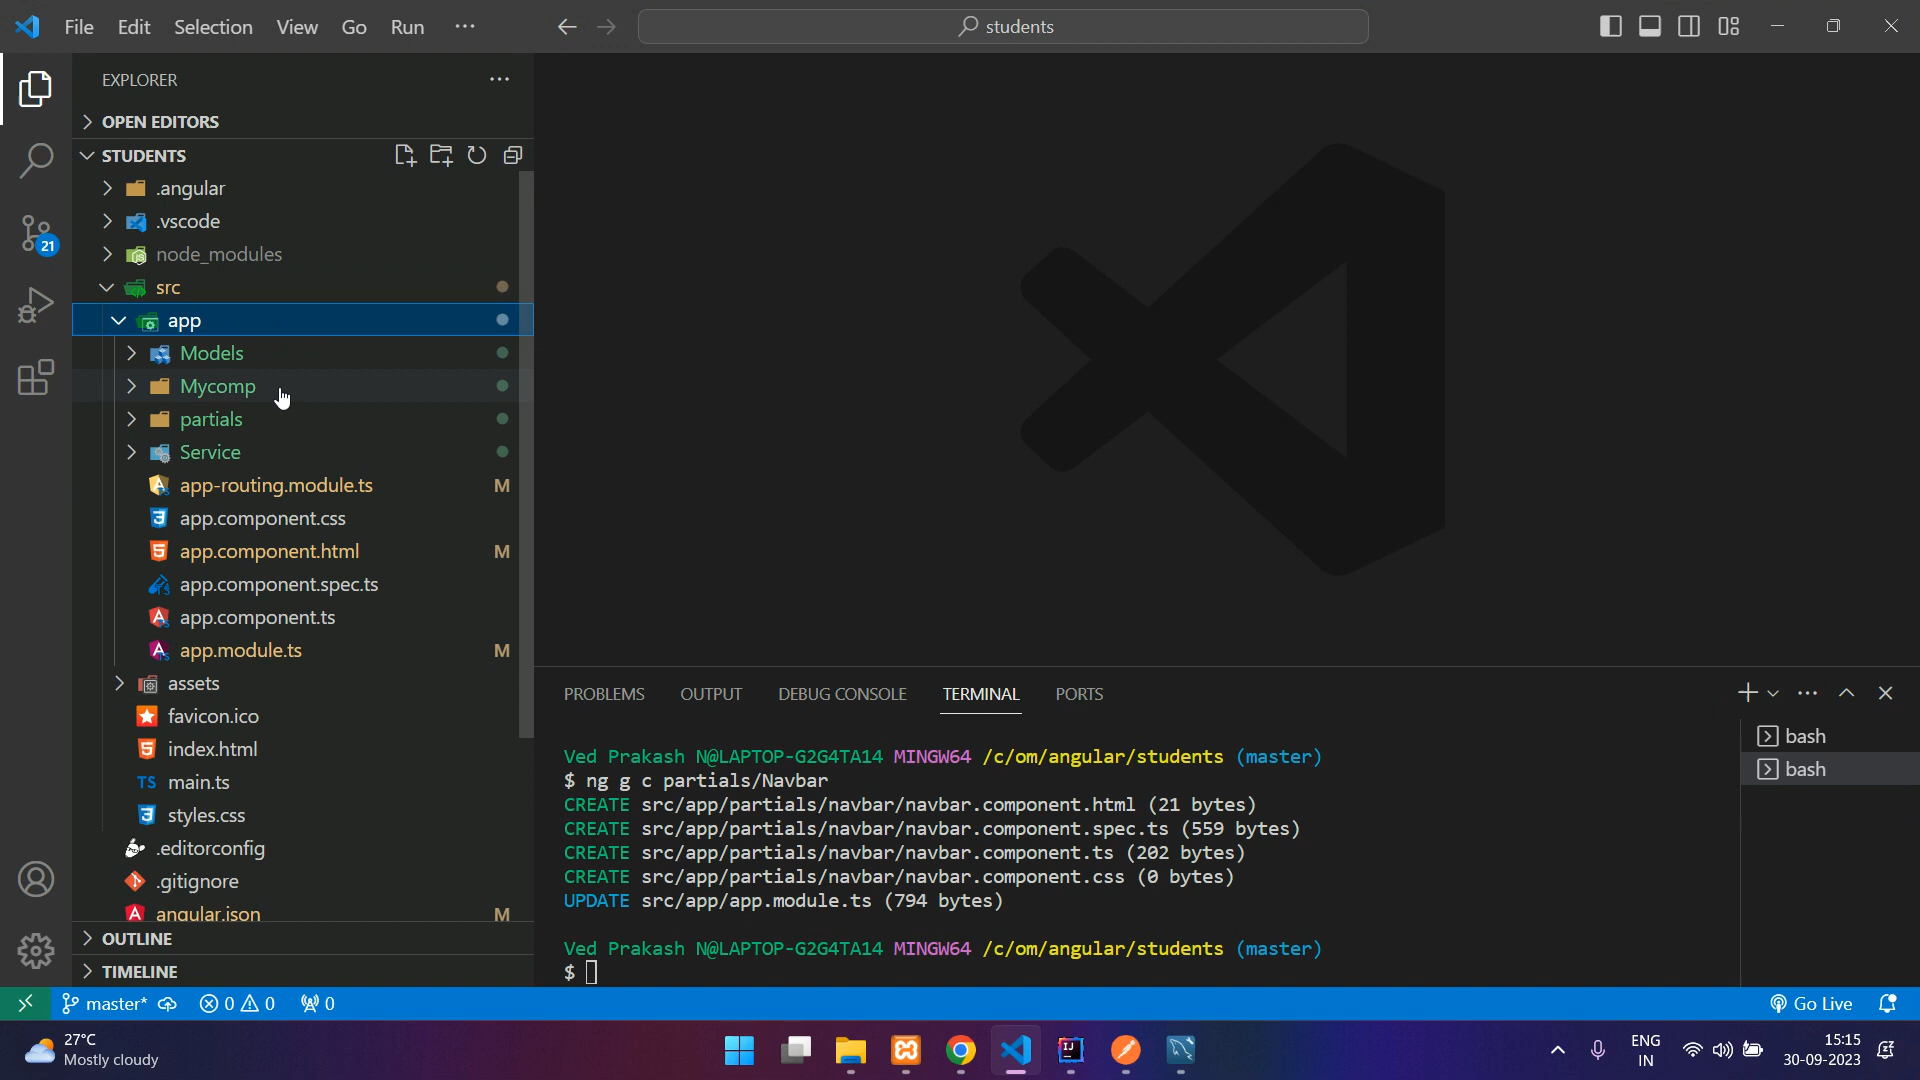 File Edit Selection View Go Run ···
students
EXPLORER
OPEN EDITORS
STUDENTS
.angular
.vscode
node_modules
src
app
Models
Mycomp
partials
Service
app-routing.module.ts M
app.component.css
app.component.html M
app.component.spec.ts
app.component.ts
app.module.ts M
assets
favicon.ico
index.html
TS main.ts
styles.css
.editorconfig
.gitignore
angular.json M
OUTLINE
TIMELINE
21
PROBLEMS OUTPUT DEBUG CONSOLE TERMINAL PORTS
Ved Prakash N@LAPTOP-G2G4TA14 MINGW64 /c/om/angular/students (master)
$ ng g c partials/Navbar
CREATE src/app/partials/navbar/navbar.component.html (21 bytes)
CREATE src/app/partials/navbar/navbar.component.spec.ts (559 bytes)
CREATE src/app/partials/navbar/navbar.component.ts (202 bytes)
CREATE src/app/partials/navbar/navbar.component.css (0 bytes)
UPDATE src/app/app.module.ts (794 bytes)
Ved Prakash N@LAPTOP-G2G4TA14 MINGW64 /c/om/angular/students (master)
$
bash
bash
master* 0 0 0
Go Live
27°C
Mostly cloudy
ENG
IN
15:15
30-09-2023